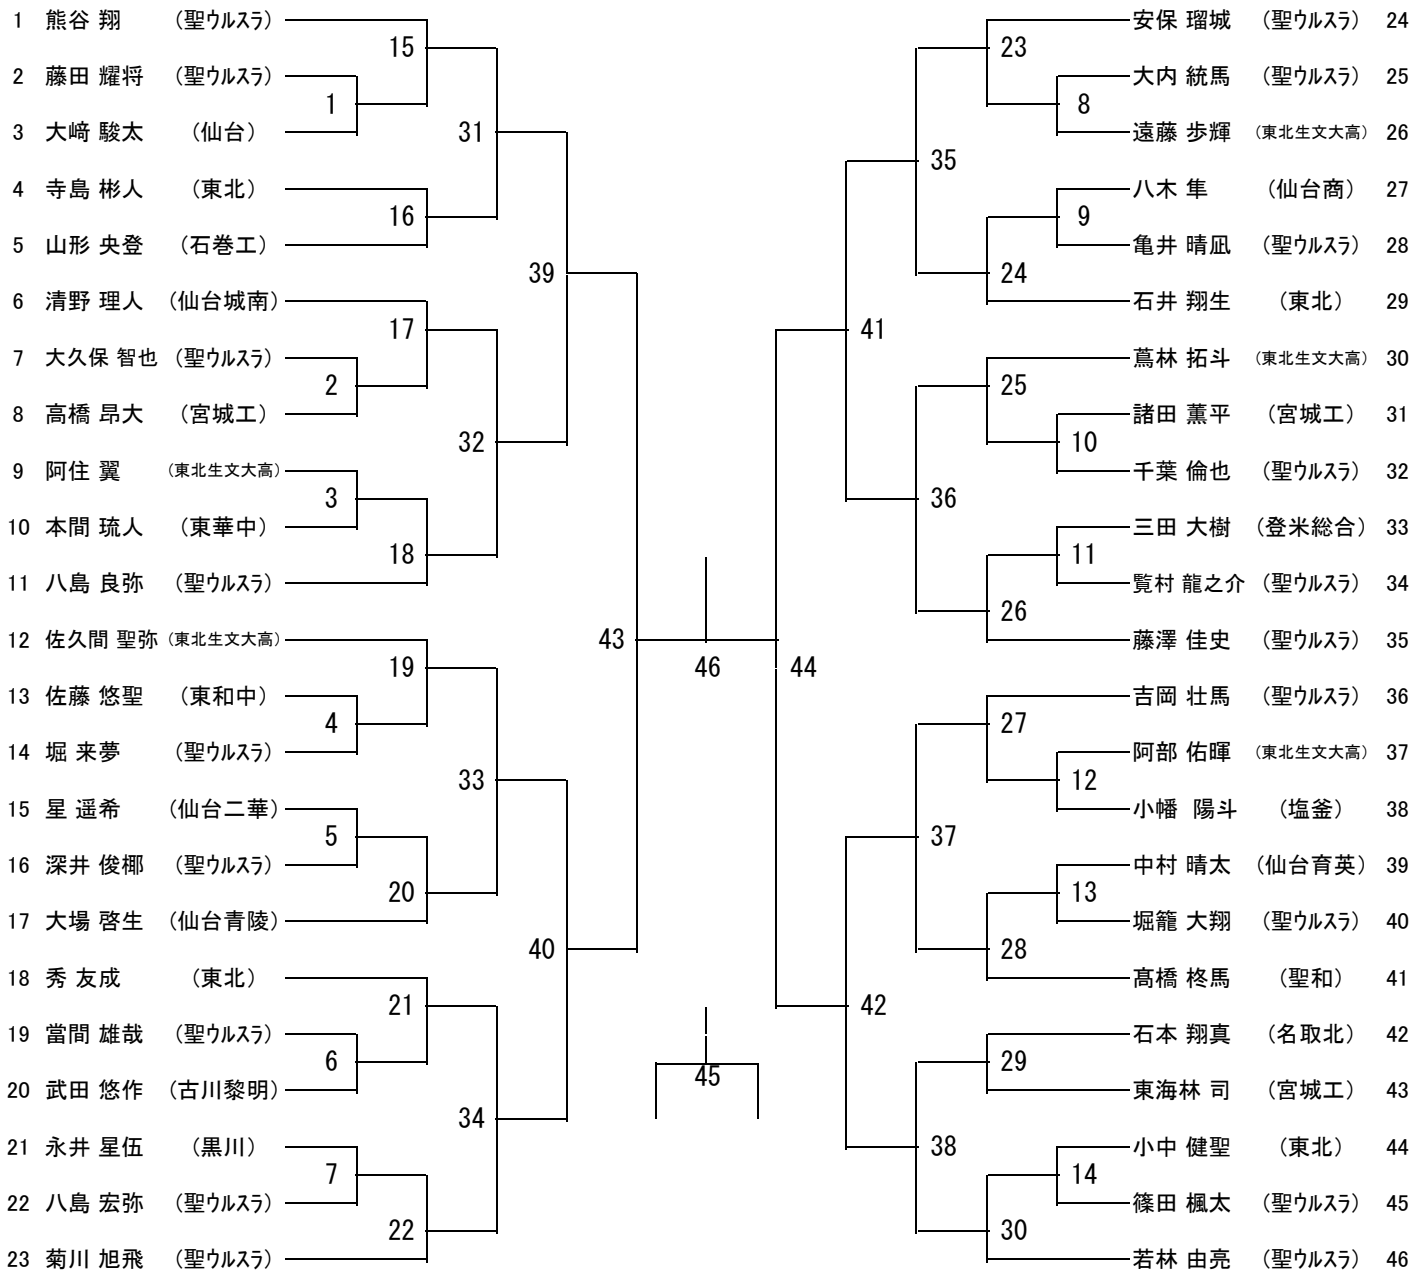 1 熊谷 翔 （聖ウルスラ）
2 藤田 耀将 （聖ウルスラ）
3 大﨑 駿太 （仙台）
4 寺島 彬人 （東北）
5 山形 央登 （石巻工）
6 清野 理人 （仙台城南）
7 大久保 智也 （聖ウルスラ）
8 高橋 昂大 （宮城工）
9 阿住 翼 （東北生文大高）
10 本間 琉人 （東華中）
11 八島 良弥 （聖ウルスラ）
12 佐久間 聖弥 （東北生文大高）
13 佐藤 悠聖 （東和中）
14 堀 来夢 （聖ウルスラ）
15 星 遥希 （仙台二華）
16 深井 俊椰 （聖ウルスラ）
17 大場 啓生 （仙台青陵）
18 秀 友成 （東北）
19 當間 雄哉 （聖ウルスラ）
20 武田 悠作 （古川黎明）
21 永井 星伍 （黒川）
22 八島 宏弥 （聖ウルスラ）
23 菊川 旭飛 （聖ウルスラ）
1
2
3
4
5
6
7
15
16
17
18
19
20
21
22
31
32
33
34
39
40
43
46
45
44
41
42
35
36
37
38
23
24
25
26
27
28
29
30
8
9
10
11
12
13
14
安保 瑠城 （聖ウルスラ） 24
大内 統馬 （聖ウルスラ） 25
遠藤 歩輝 （東北生文大高） 26
八木 隼 （仙台商） 27
亀井 晴凪 （聖ウルスラ） 28
石井 翔生 （東北） 29
蔦林 拓斗 （東北生文大高） 30
諸田 薫平 （宮城工） 31
千葉 倫也 （聖ウルスラ） 32
三田 大樹 （登米総合） 33
覧村 龍之介 （聖ウルスラ） 34
藤澤 佳史 （聖ウルスラ） 35
吉岡 壮馬 （聖ウルスラ） 36
阿部 佑暉 （東北生文大高） 37
小幡 陽斗 （塩釜） 38
中村 晴太 （仙台育英） 39
堀籠 大翔 （聖ウルスラ） 40
髙橋 柊馬 （聖和） 41
石本 翔真 （名取北） 42
東海林 司 （宮城工） 43
小中 健聖 （東北） 44
篠田 楓太 （聖ウルスラ） 45
若林 由亮 （聖ウルスラ） 46